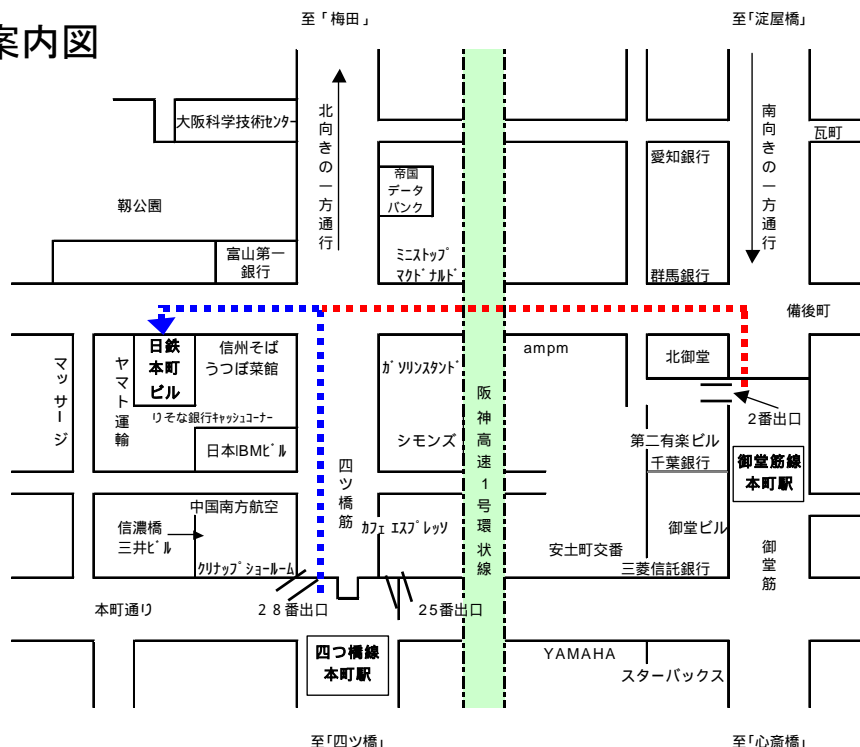 至「梅田」
至「淀屋橋」
案内図
大阪科学技術ｾﾝﾀｰ
北向きの一方通行
南向きの一方通行
瓦町
愛知銀行
帝国
データ
バンク
靱公園
富山第一
銀行
ﾐﾆｽﾄｯﾌﾟ
ﾏｸﾄﾞﾅﾙﾄﾞ
群馬銀行
備後町
マッサージ
ヤマト運輸
日鉄
本町
ビル
信州そば
うつぼ菜館
ｶﾞｿﾘﾝｽﾀﾝﾄﾞ
ampm
北御堂
りそな銀行ｷｬｯｼｭｺｰﾅｰ
阪神高速1号環状線
2番出口
日本IBMﾋﾞﾙ
シモンズ
第二有楽ビル
千葉銀行
御堂筋線
本町駅
四ツ橋筋
中国南方航空
信濃橋
三井ﾋﾞﾙ
ｶﾌｪ ｴｽﾌﾟﾚｯｿ
御堂ビル
安土町交番
御堂筋
ｸﾘﾅｯﾌﾟｼｮｰﾙｰﾑ
三菱信託銀行
本町通り
28番出口
25番出口
四つ橋線
本町駅
YAMAHA
スターバックス
至「四ツ橋」
至「心斎橋」